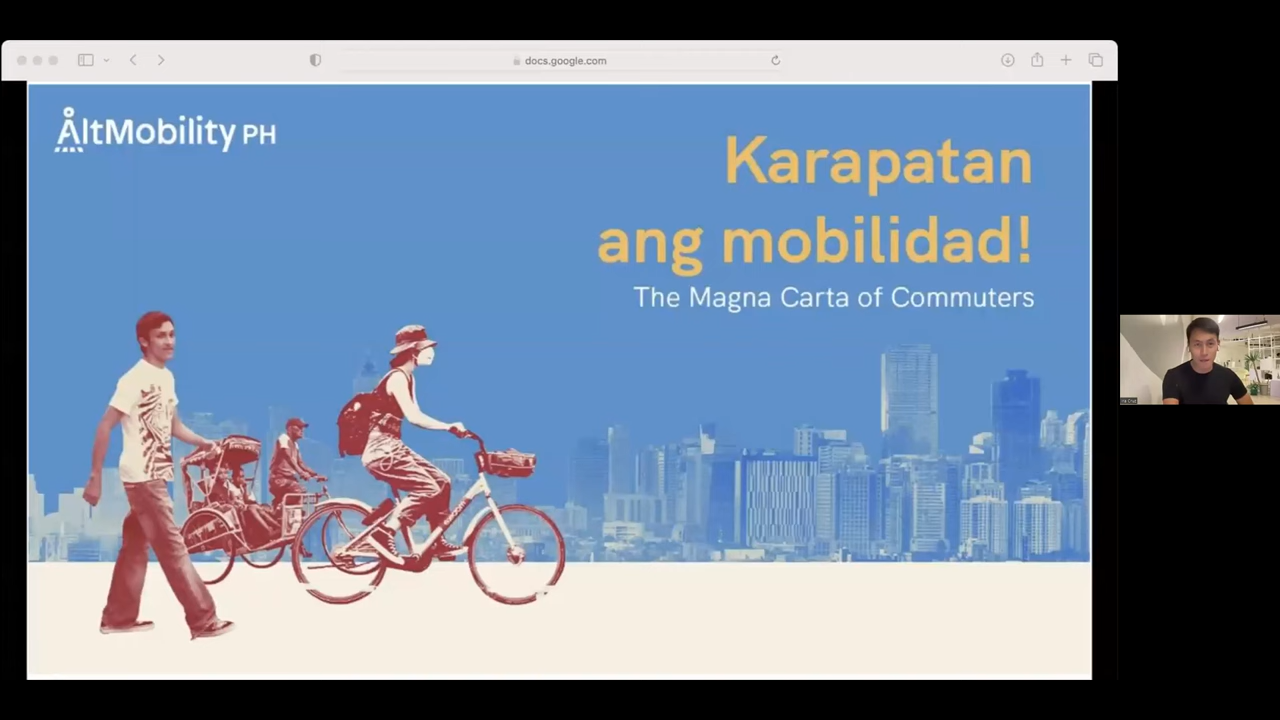 docs.google.com
AltMobility PH
Karapatan
ang mobilidad!
The Magna Carta of Commuters